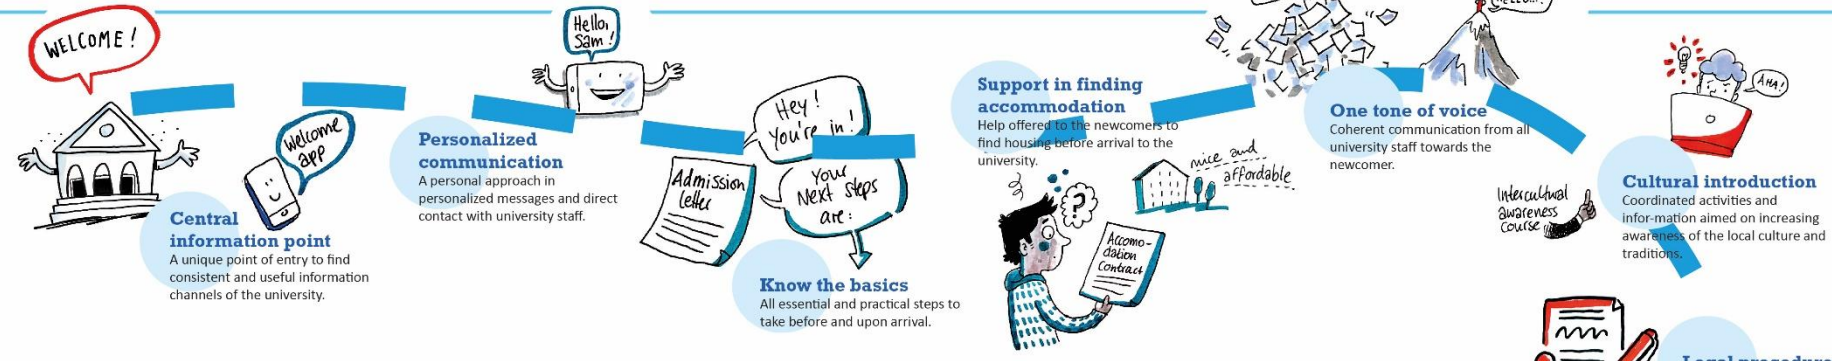 WELCOME!
Welcome
app
Central
information point
A unique point of entry to find
consistent and useful information
channels of the university.
Hello,
Sam!
Personalized
communication
A personal approach in
personalized messages and direct
contact with university staff.
Hey!
You're in!
Admission
Letter
Your
Next steps
are:
Know the basics
All essential and practical steps to
take before and upon arrival.
Support in finding
accommodation
Help offered to the newcomers to
find housing before arrival to the
university.
nice and
affordable
?
Accomo-
dation
Contract
One tone of voice
Coherent communication from all
university staff towards the
newcomer.
AHA!
Intercultural
awareness
course
Cultural introduction
Coordinated activities and
infor-mation aimed on increasing
awareness of the local culture and
traditions.